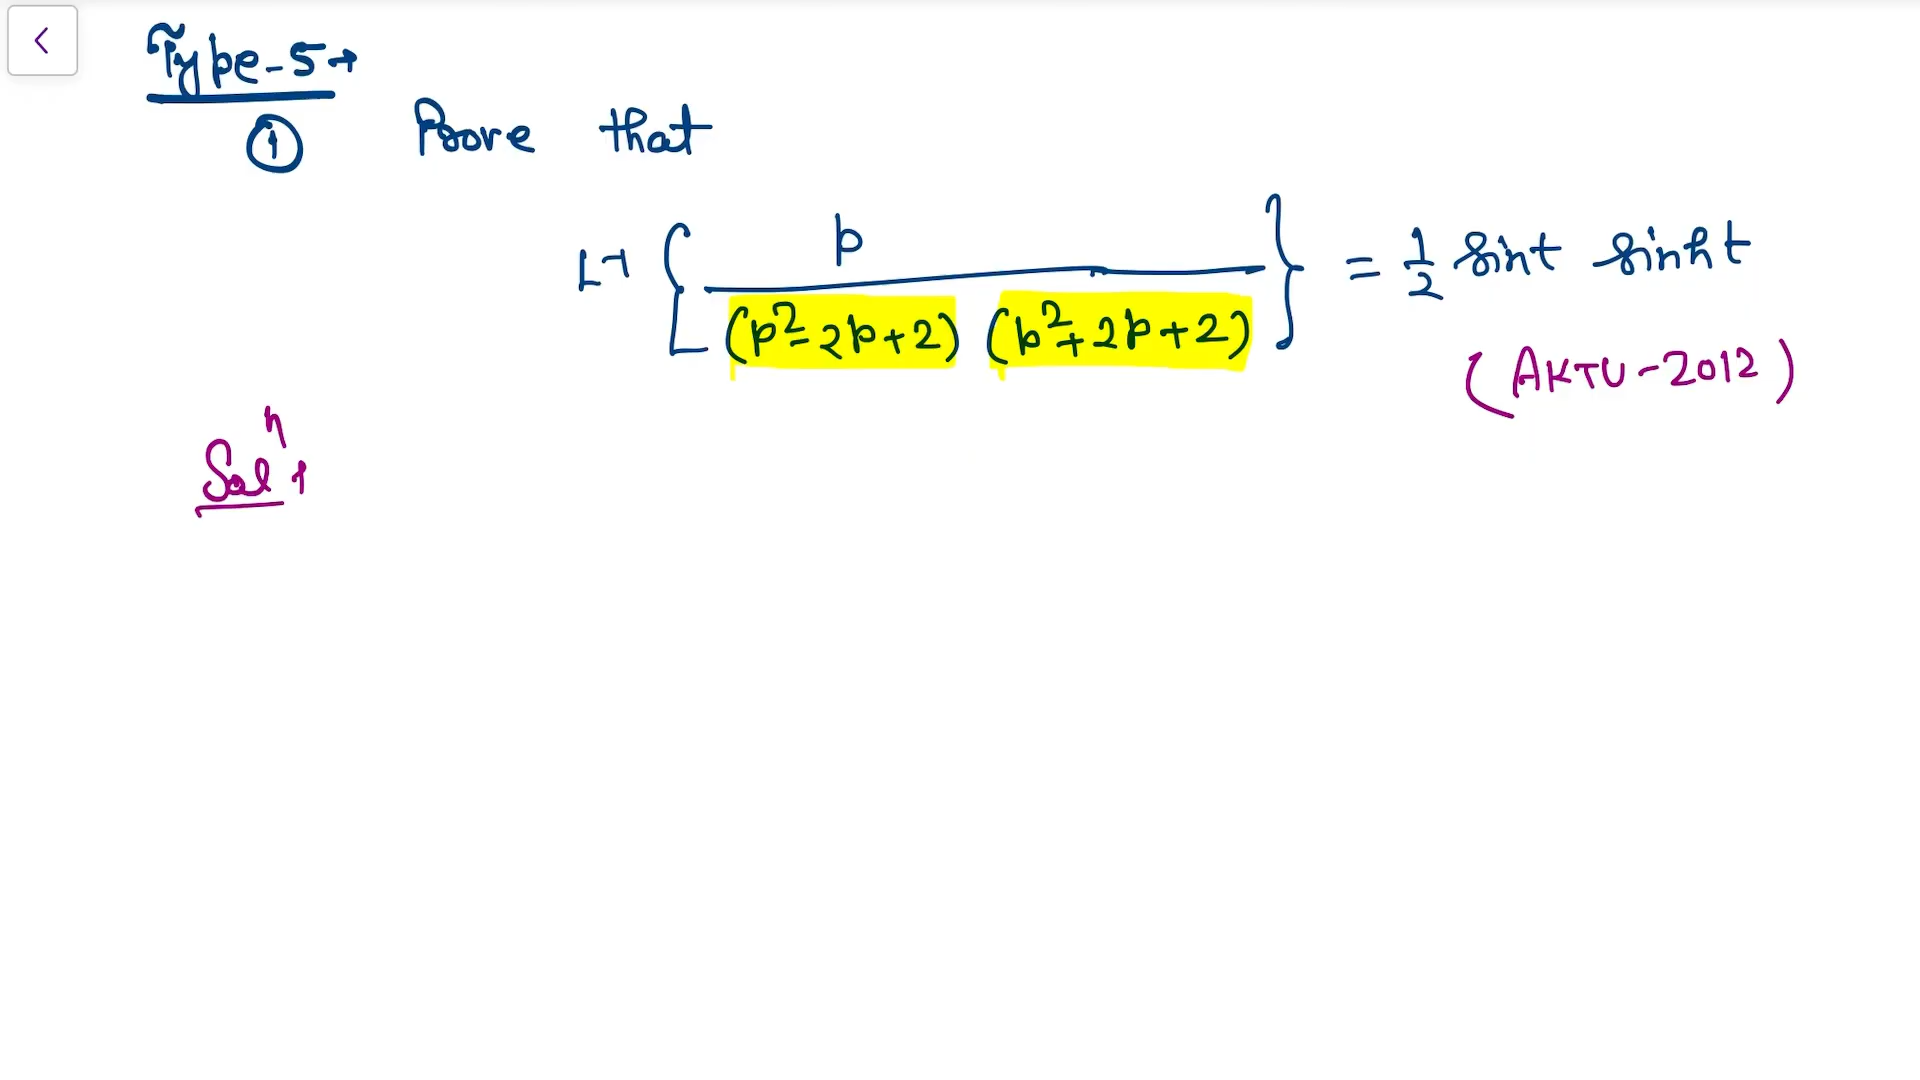 Type-5→
① Prove that
L⁻¹ { p / (p²-2p+2) (p²+2p+2) } = 1/2 sint sinht
(AKTU-2012)
Solⁿ→